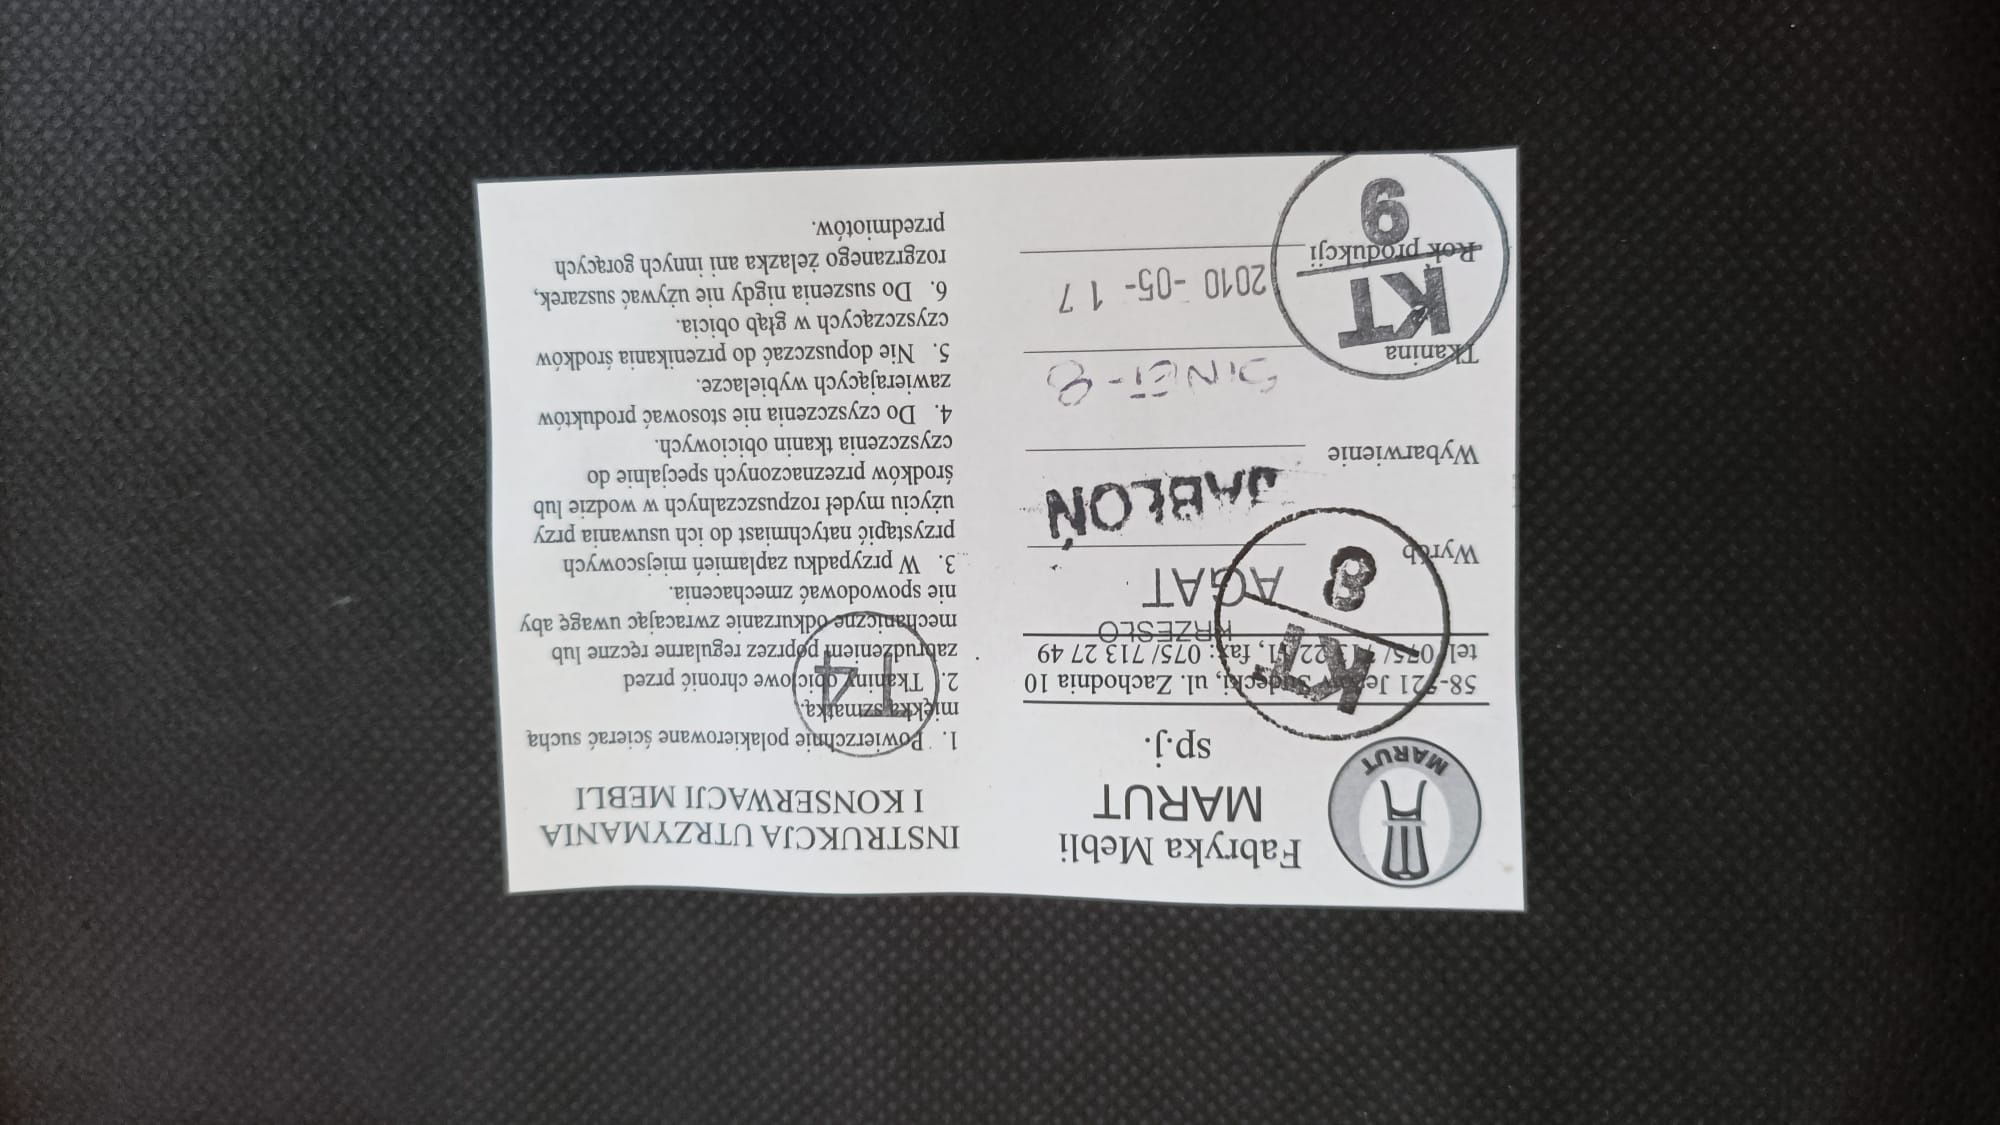 MARUT
Fabryka Mebli
MARUT
sp.j.
58-521 Jeżów Sudecki, ul. Zachodnia 10
tel. 075/ 713 22 51, fax: 075/ 713 27 49
KRZESŁO
Wyrób AGAT
KT
8
Wybarwienie JABŁOŃ
Tkanina SINEI-8
Rok produkcji 2010 -05- 17
KT
9
INSTRUKCJA UTRZYMANIA
I KONSERWACJI MEBLI
1. Powierzchnie polakierowane ścierać suchą
miękką szmatką.
2. Tkaniny obiciowe chronić przed
zabrudzeniem poprzez regularne ręczne lub
mechaniczne odkurzanie zwracając uwagę aby
nie spowodować zmechacenia.
3. W przypadku zaplamień miejscowych
przystąpić natychmiast do ich usuwania przy
użyciu mydeł rozpuszczalnych w wodzie lub
środków przeznaczonych specjalnie do
czyszczenia tkanin obiciowych.
4. Do czyszczenia nie stosować produktów
zawierających wybielacze.
5. Nie dopuszczać do przenikania środków
czyszczących w głąb obicia.
6. Do suszenia nigdy nie używać suszarek,
rozgrzanego żelazka ani innych gorących
przedmiotów.
14